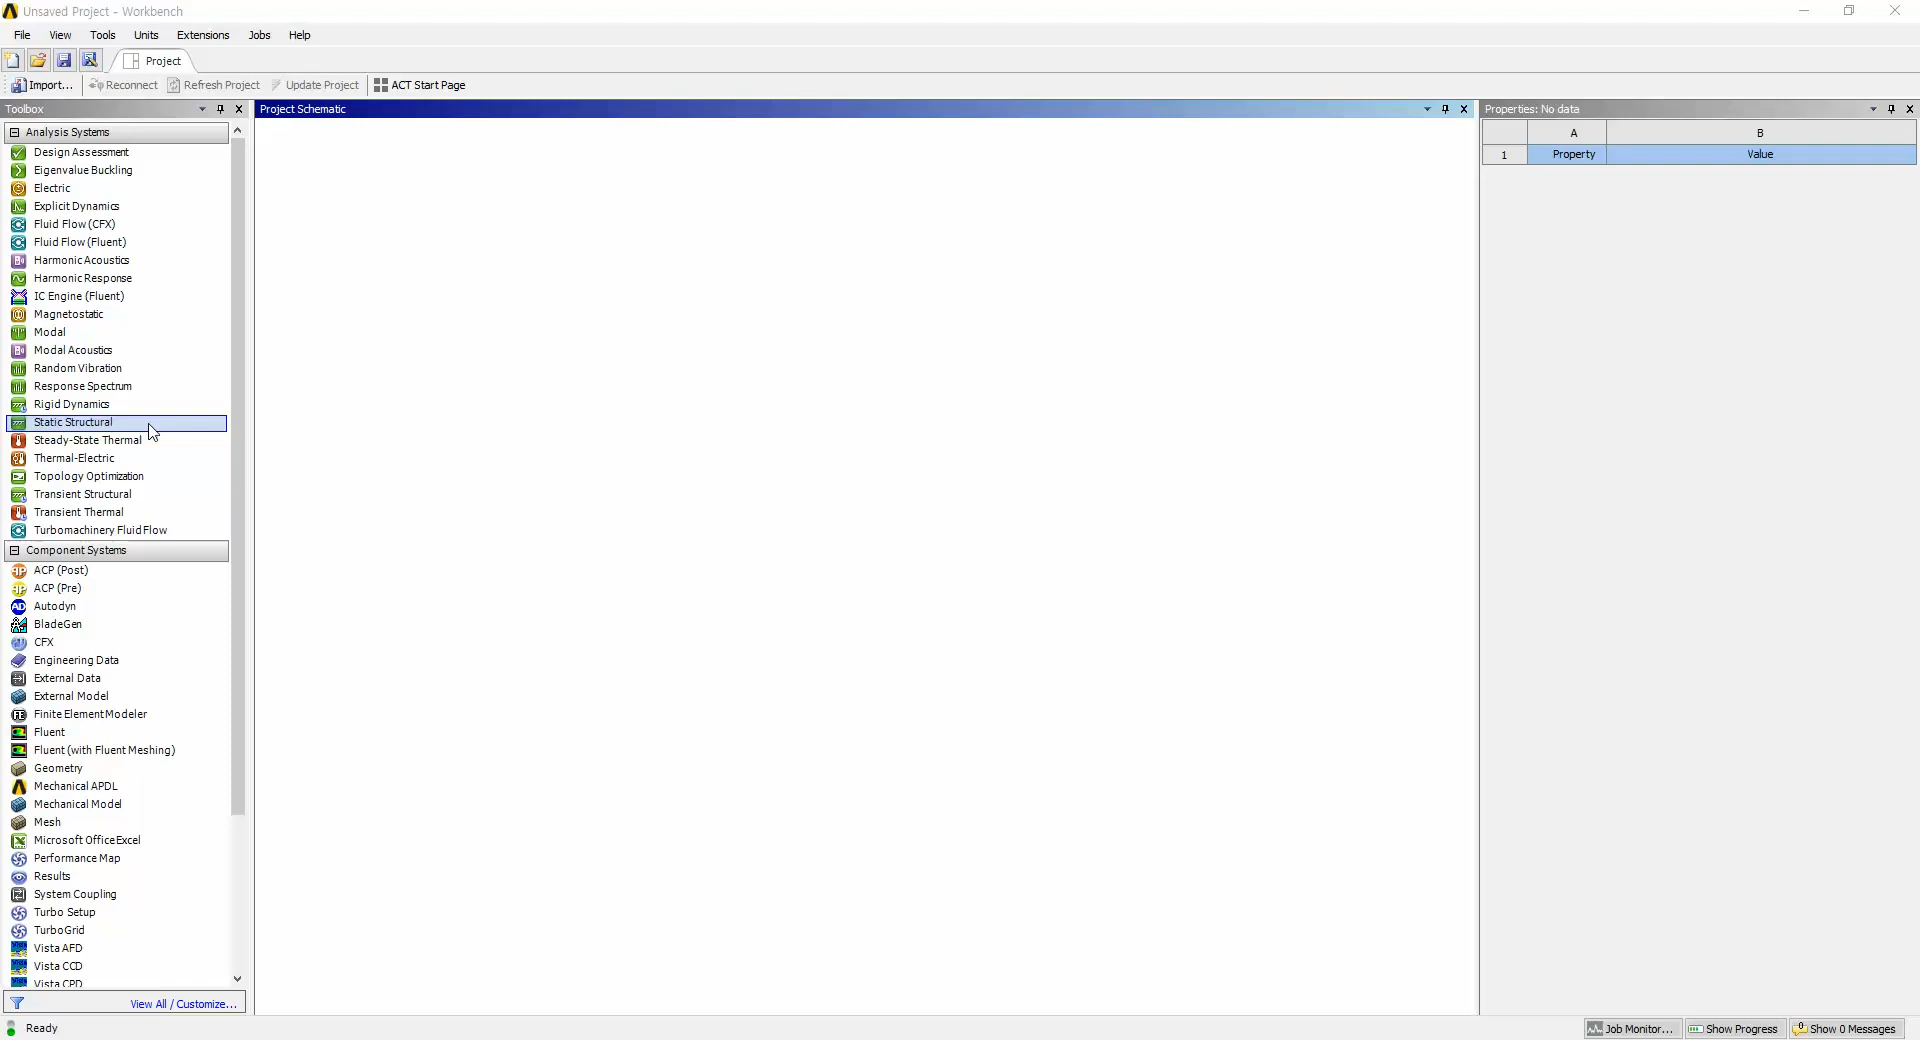 Unsaved Project - Workbench
File View Tools Units Extensions Jobs Help
Project
Import... Reconnect Refresh Project Update Project ACT Start Page
Toolbox
Analysis Systems
Design Assessment
Eigenvalue Buckling
Electric
Explicit Dynamics
Fluid Flow (CFX)
Fluid Flow (Fluent)
Harmonic Acoustics
Harmonic Response
IC Engine (Fluent)
Magnetostatic
Modal
Modal Acoustics
Random Vibration
Response Spectrum
Rigid Dynamics
Static Structural
Steady-State Thermal
Thermal-Electric
Topology Optimization
Transient Structural
Transient Thermal
Turbomachinery Fluid Flow
Component Systems
ACP (Post)
ACP (Pre)
Autodyn
BladeGen
CFX
Engineering Data
External Data
External Model
Finite Element Modeler
Fluent
Fluent (with Fluent Meshing)
Geometry
Mechanical APDL
Mechanical Model
Mesh
Microsoft Office Excel
Performance Map
Results
System Coupling
Turbo Setup
TurboGrid
Vista AFD
Vista CCD
Vista CPD
View All / Customize...
Project Schematic
Properties: No data
A B
1 Property Value
Ready
Job Monitor... Show Progress Show 0 Messages